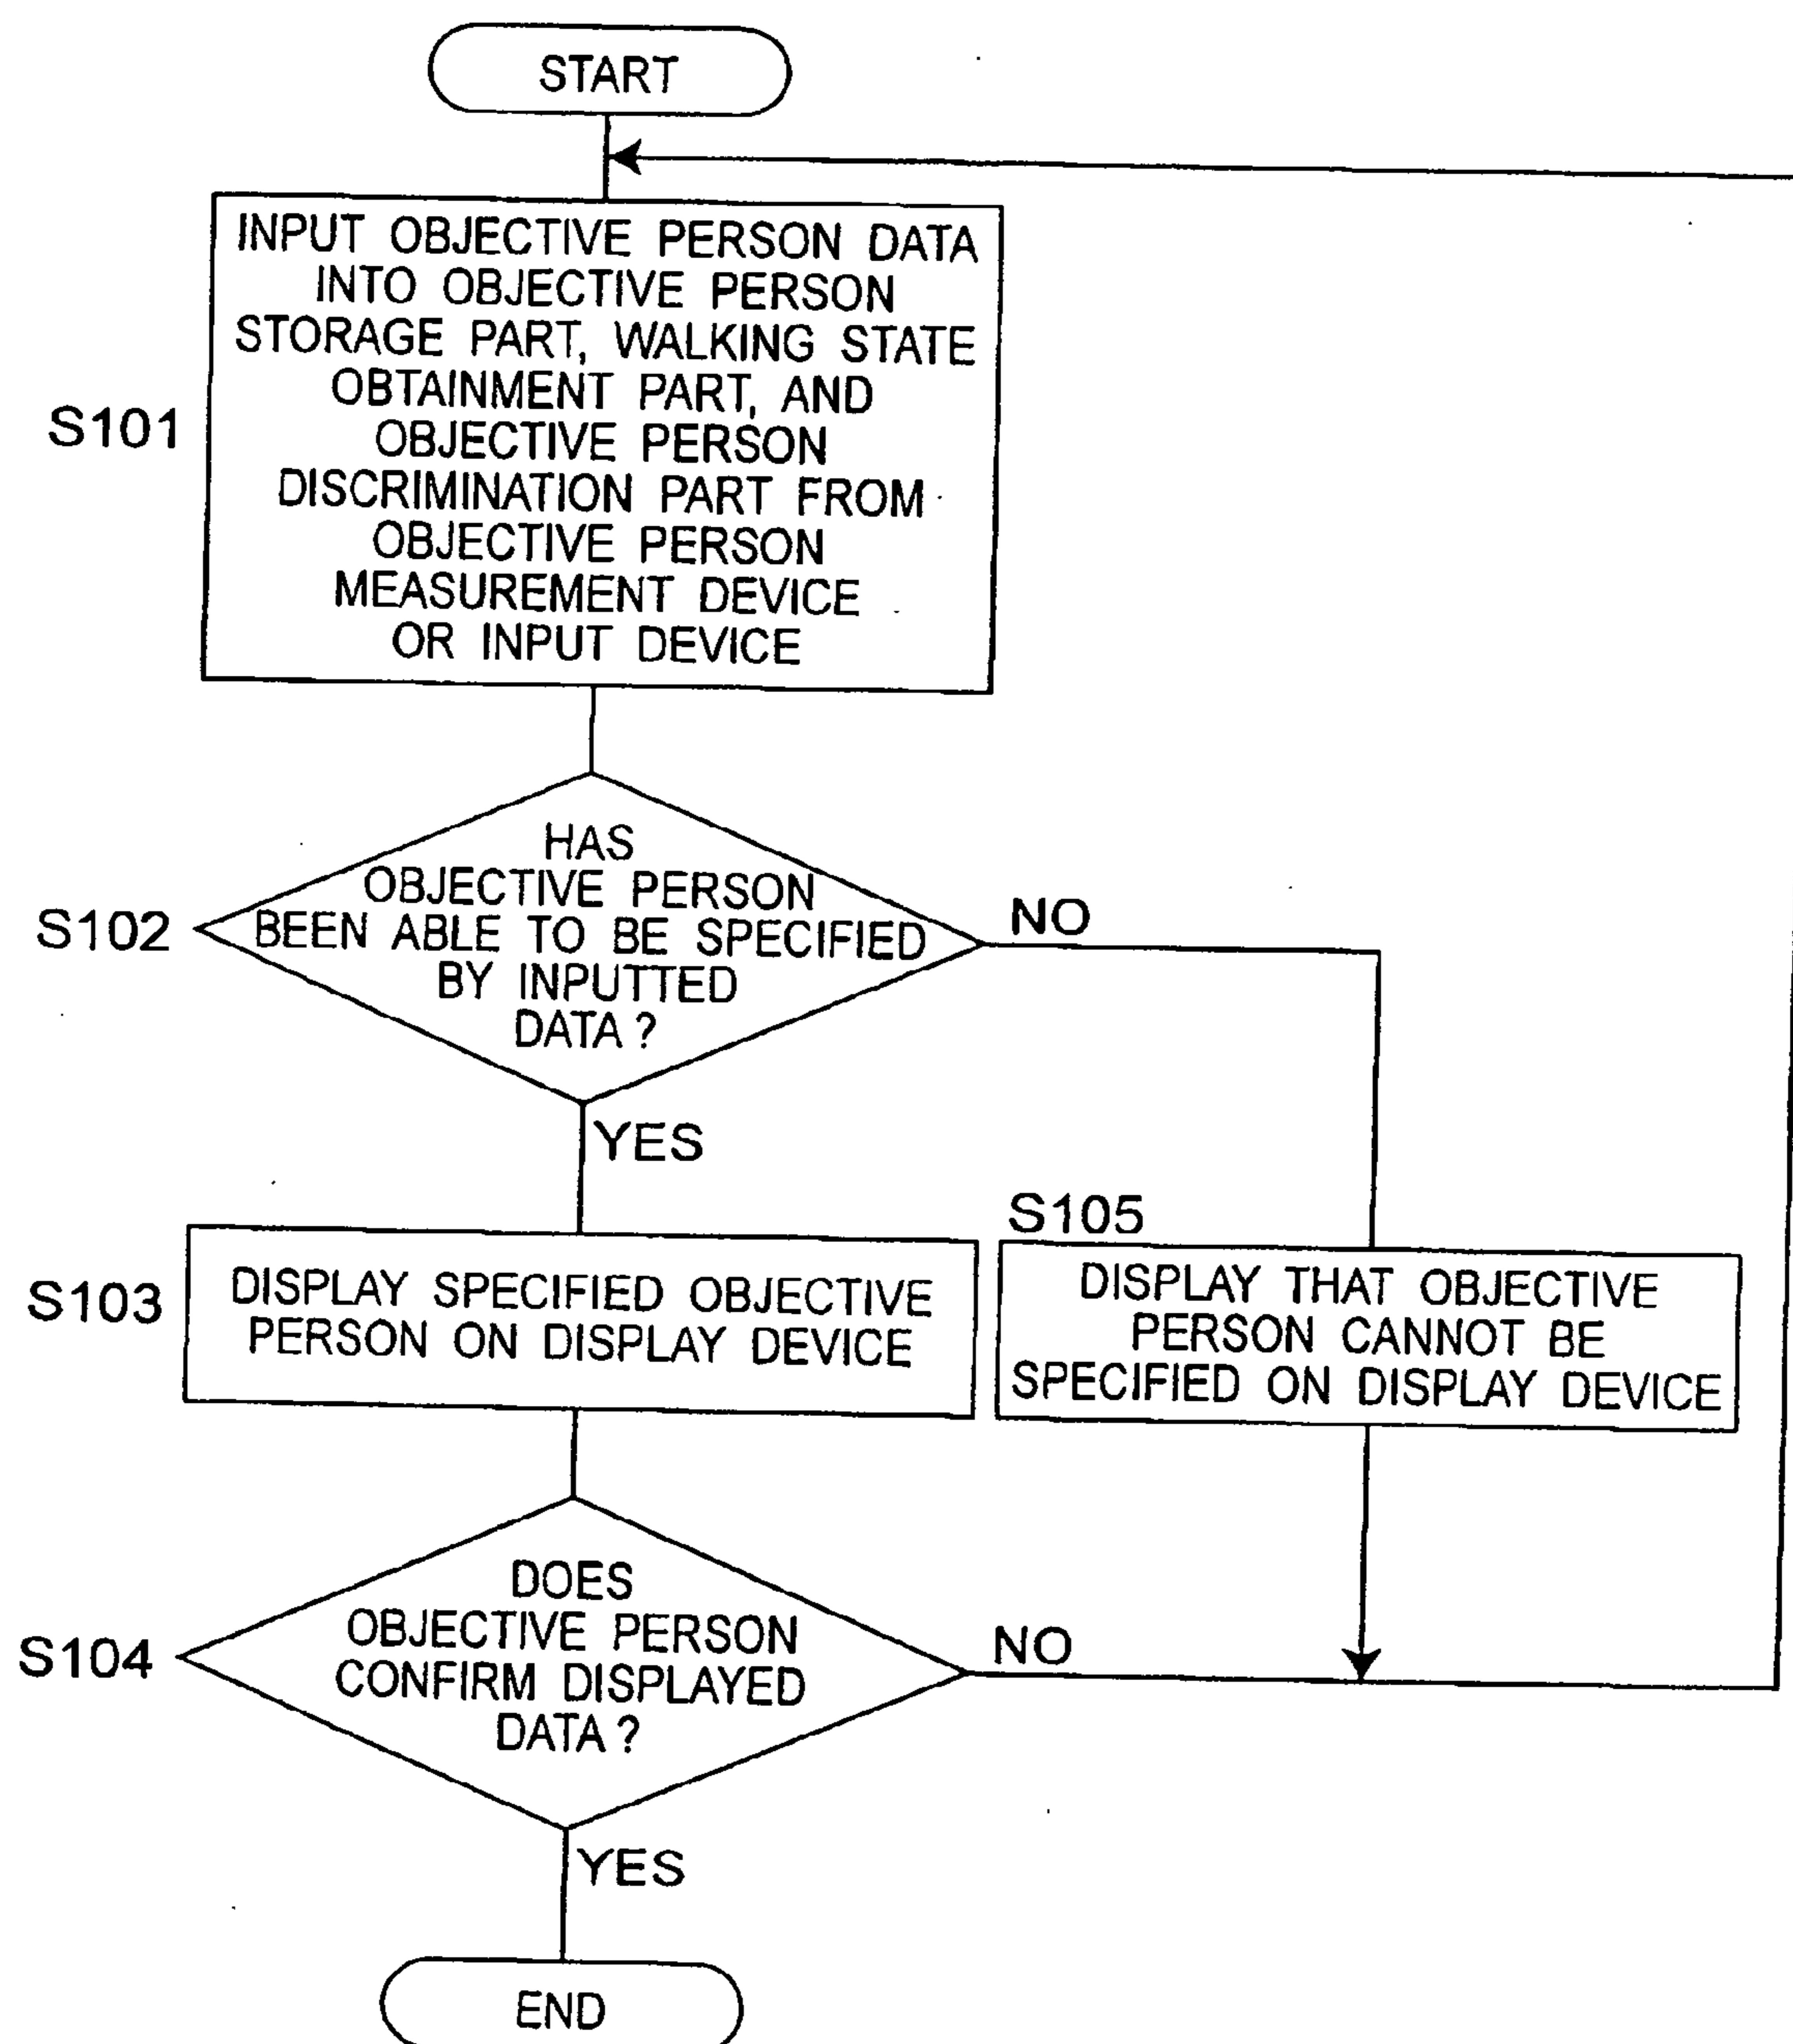 START
INPUT OBJECTIVE PERSON DATA
INTO OBJECTIVE PERSON
STORAGE PART, WALKING STATE
OBTAINMENT PART, AND
OBJECTIVE PERSON
DISCRIMINATION PART FROM
OBJECTIVE PERSON
MEASUREMENT DEVICE
OR INPUT DEVICE
S101
HAS
OBJECTIVE PERSON
BEEN ABLE TO BE SPECIFIED
BY INPUTTED
DATA?
S102
NO
YES
S103
DISPLAY SPECIFIED OBJECTIVE
PERSON ON DISPLAY DEVICE
S105
DISPLAY THAT OBJECTIVE
PERSON CANNOT BE
SPECIFIED ON DISPLAY DEVICE
DOES
OBJECTIVE PERSON
CONFIRM DISPLAYED
DATA?
S104
NO
YES
END